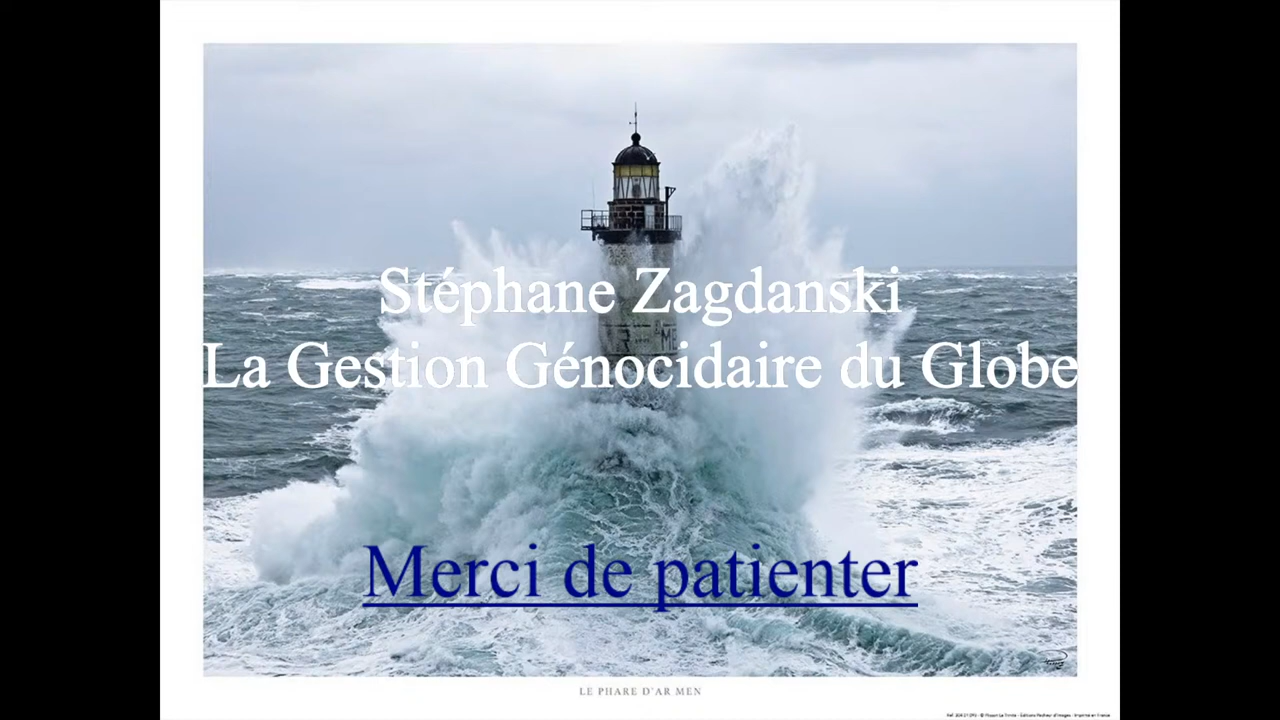 Stéphane Zagdanski
La Gestion Génocidaire du Globe
Merci de patienter
LE PHARE D'AR MEN